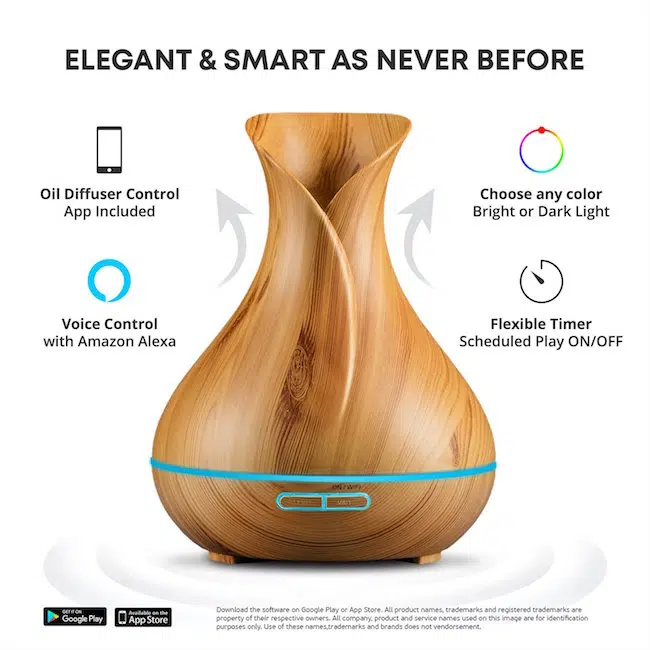 ELEGANT & SMART AS NEVER BEFORE
Oil Diffuser Control
App Included
Choose any color
Bright or Dark Light
Voice Control
with Amazon Alexa
Flexible Timer
Scheduled Play ON/OFF
ON / WIFI
LIGHT
MIST
GET IT ON
Google Play
Available on the
App Store
Download the software on Google Play or App Store. All product names, trademarks and registered trademarks are
property of their respective owners. All company, product and service names used on this image are for identification
purposes only. Use of these names,trademarks and brands does not vendorsement.